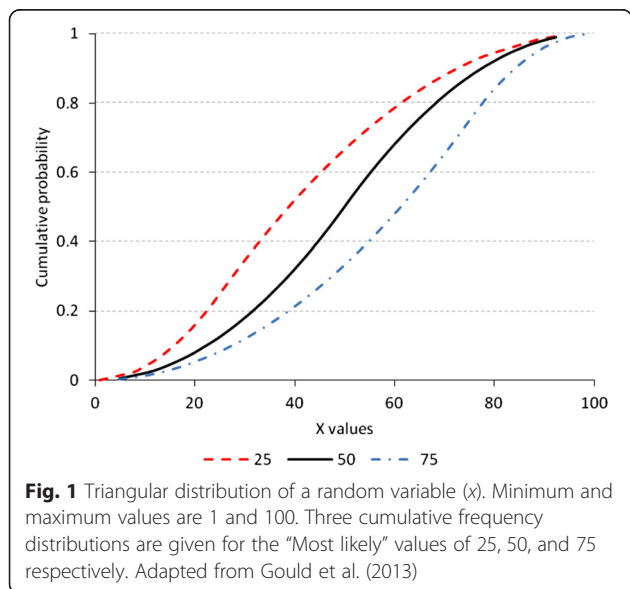 1
0.8
0.6
0.4
0.2
0
Cumulative probability
0 20 40 60 80 100
X values
25 50 75
Fig. 1 Triangular distribution of a random variable (x). Minimum and
maximum values are 1 and 100. Three cumulative frequency
distributions are given for the “Most likely” values of 25, 50, and 75
respectively. Adapted from Gould et al. (2013)